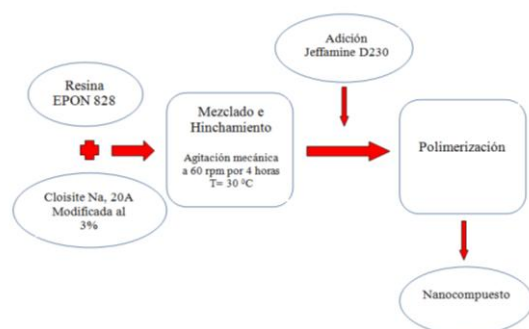 Adición
Jeffamine D230
Resina
EPON 828
Mezclado e
Hinchamiento
Agitación mecánica
a 60 rpm por 4 horas
T= 30 ⁰C
Polimerización
Cloisite Na, 20A
Modificada al
3%
Nanocompuesto